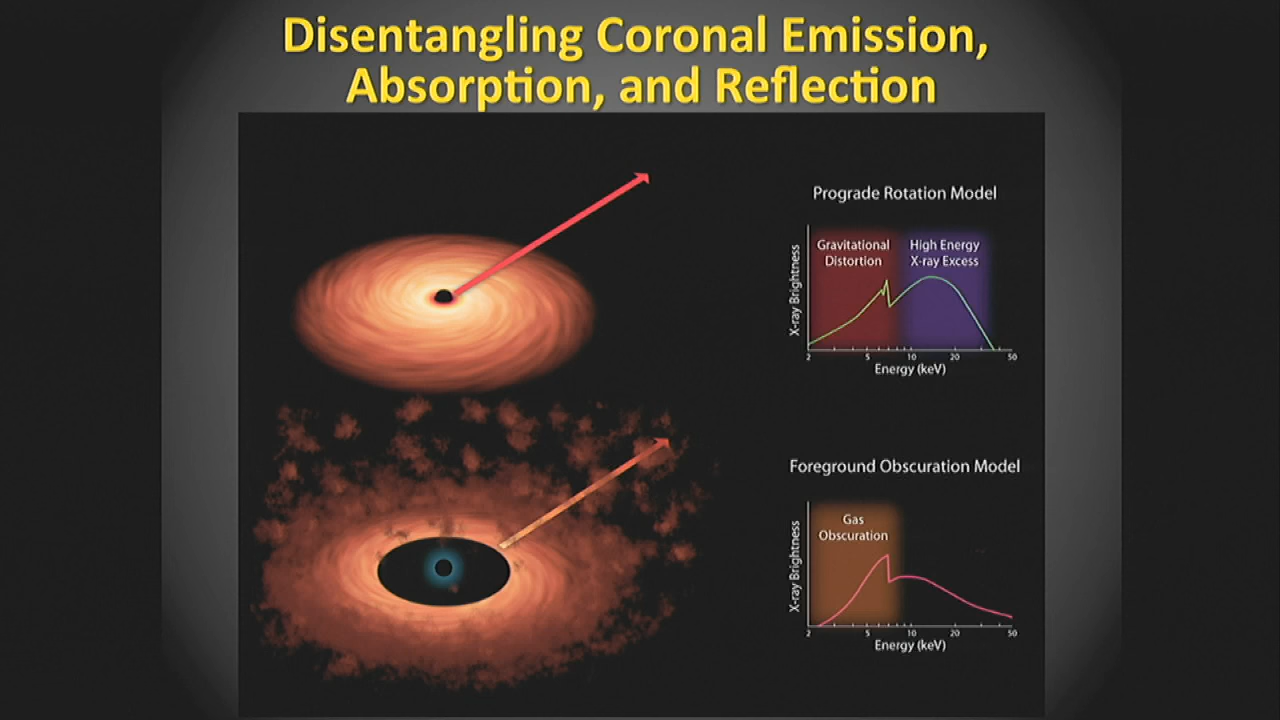 Disentangling Coronal Emission,
Absorption, and Reflection
Prograde Rotation Model
Gravitational
Distortion
High Energy
X-ray Excess
X-ray Brightness
2 5 10 20 50
Energy (keV)
Foreground Obscuration Model
Gas
Obscuration
X-ray Brightness
2 5 10 20 50
Energy (keV)